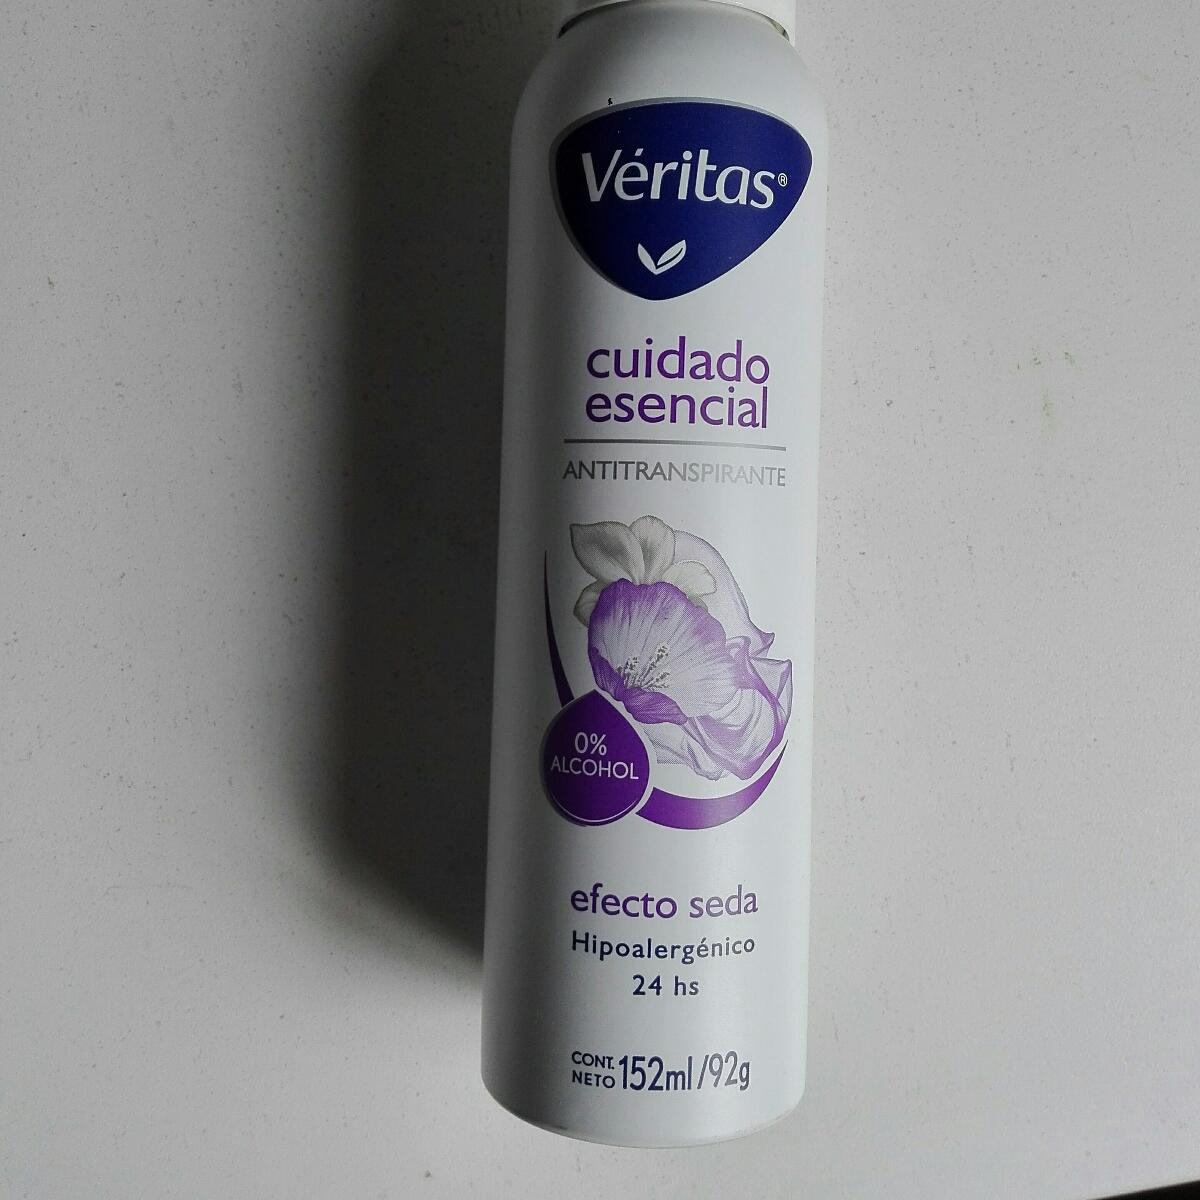 Véritas®
cuidado
esencial
ANTITRANSPIRANTE
0%
ALCOHOL
efecto seda
Hipoalergénico
24 hs
CONT.
NETO 152ml/92g